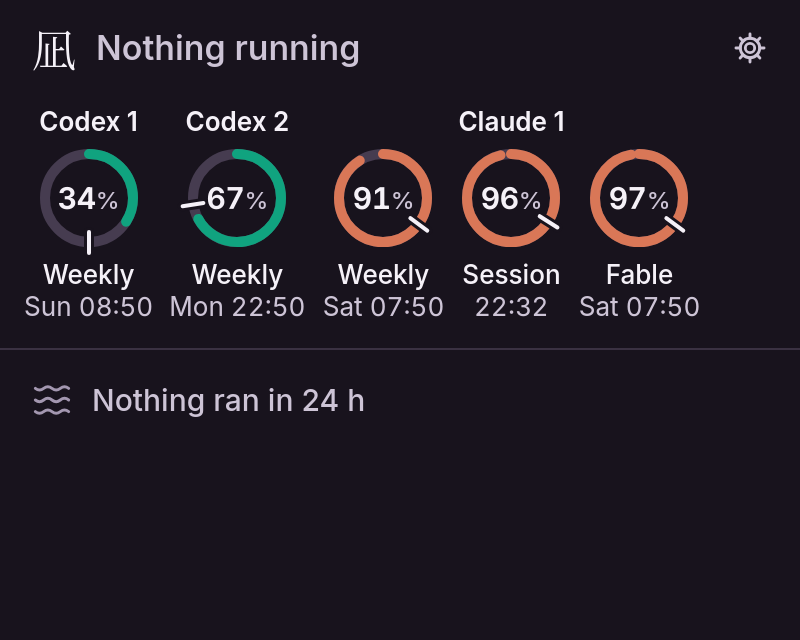 凪 Nothing running
Codex 1 Codex 2 Claude 1
34% 67% 91% 96% 97%
Weekly Weekly Weekly Session Fable
Sun 08:50 Mon 22:50 Sat 07:50 22:32 Sat 07:50
Nothing ran in 24 h